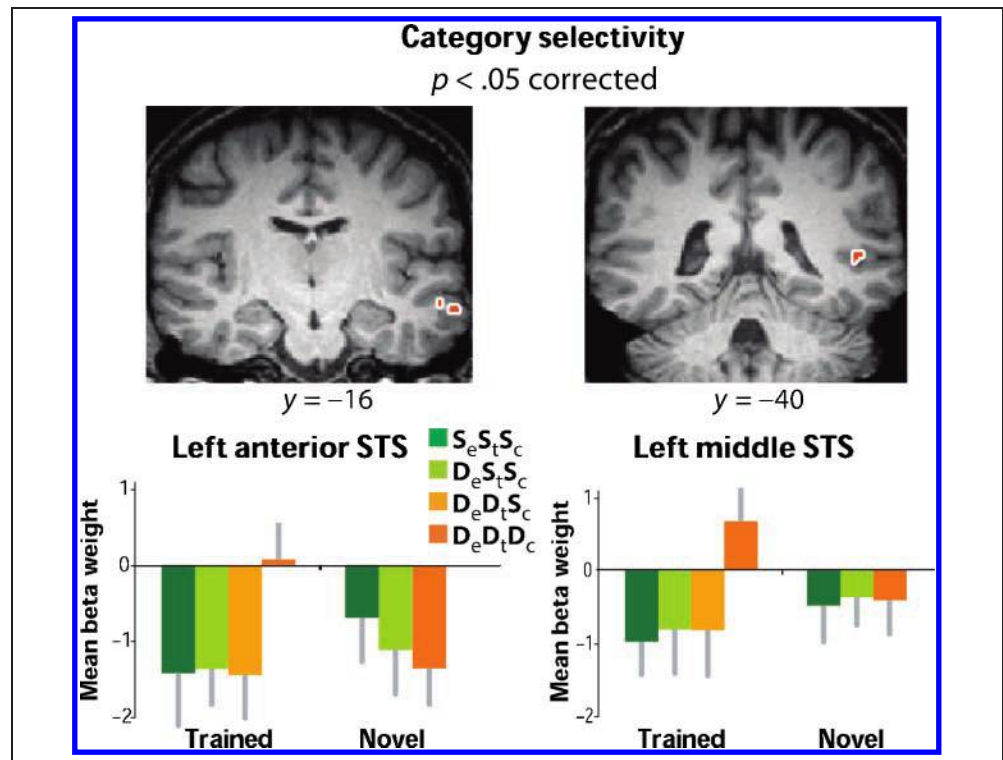 Category selectivity
p < .05 corrected
y = −16
y = −40
Left anterior STS
SeStSc
DeStSc
DeDtSc
DeDtDc
Left middle STS
Mean beta weight
1
0
−1
−2
Trained
Novel
Mean beta weight
1
0
−1
−2
Trained
Novel